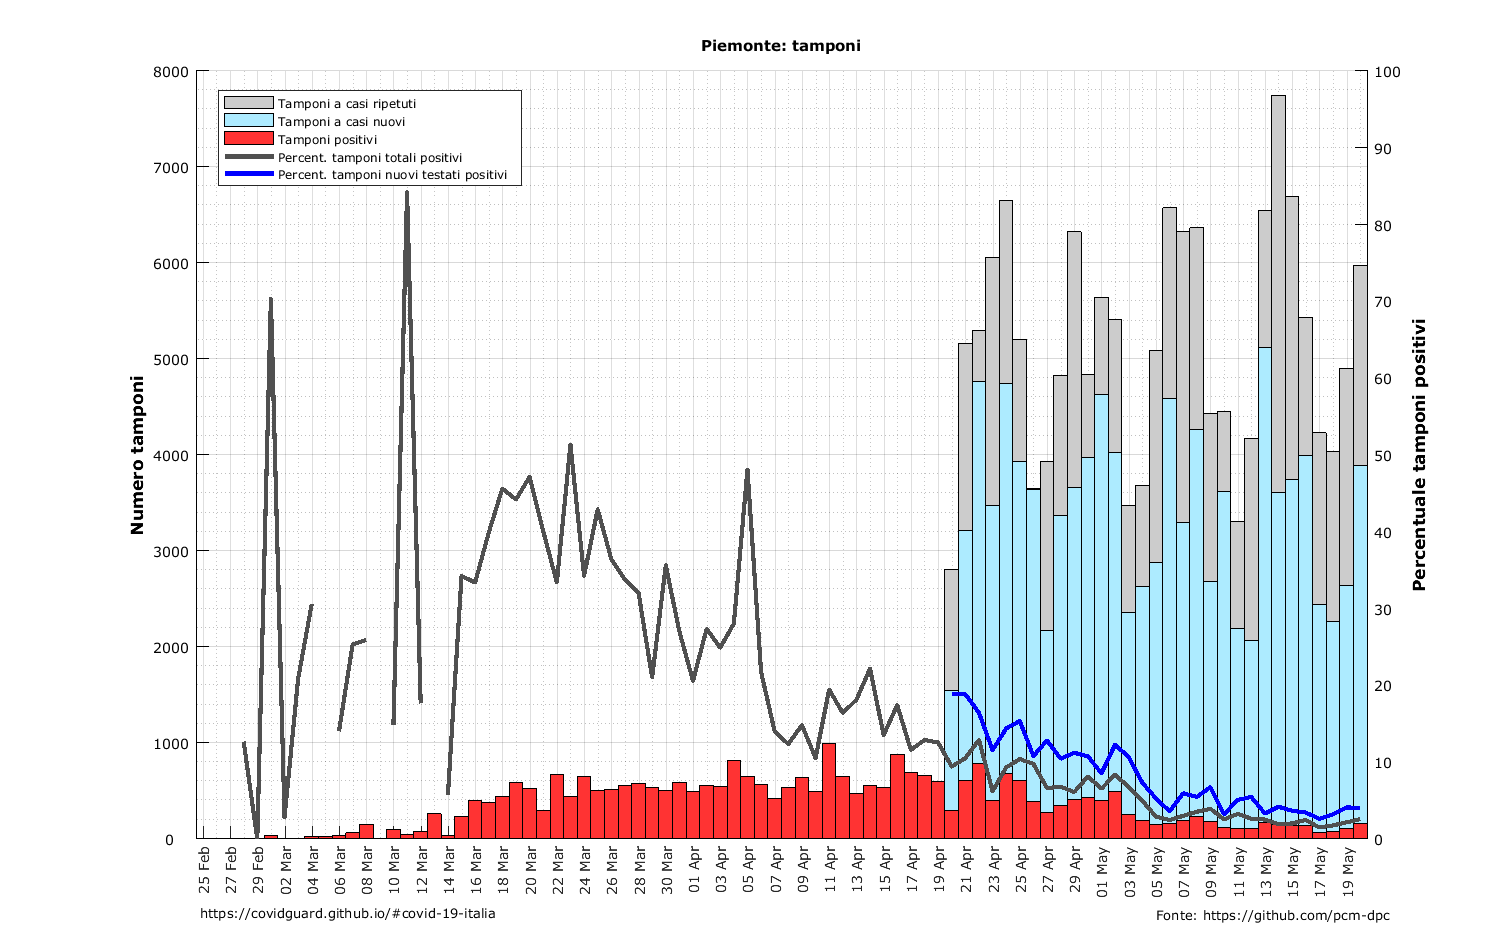 Piemonte: tamponi
8000
7000
6000
5000
4000
3000
2000
1000
0
Numero tamponi
Tamponi a casi ripetuti
Tamponi a casi nuovi
Tamponi positivi
Percent. tamponi totali positivi
Percent. tamponi nuovi testati positivi
100
90
80
70
60
50
40
30
20
10
0
Percentuale tamponi positivi
25 Feb
27 Feb
29 Feb
02 Mar
04 Mar
06 Mar
08 Mar
10 Mar
12 Mar
14 Mar
16 Mar
18 Mar
20 Mar
22 Mar
24 Mar
26 Mar
28 Mar
30 Mar
01 Apr
03 Apr
05 Apr
07 Apr
09 Apr
11 Apr
13 Apr
15 Apr
17 Apr
19 Apr
21 Apr
23 Apr
25 Apr
27 Apr
29 Apr
01 May
03 May
05 May
07 May
09 May
11 May
13 May
15 May
17 May
19 May
https://covidguard.github.io/#covid-19-italia
Fonte: https://github.com/pcm-dpc